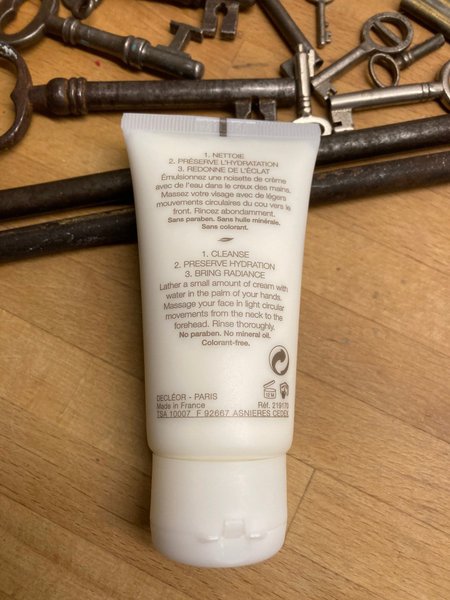 1. NETTOIE
2. PRÉSERVE L'HYDRATATION
3. REDONNE DE L'ÉCLAT
Émulsionnez une noisette de crème
avec de l'eau dans le creux des mains.
Massez votre visage avec de légers
mouvements circulaires du cou vers le
front. Rincez abondamment.
Sans paraben. Sans huile minérale.
Sans colorant.
1. CLEANSE
2. PRESERVE HYDRATION
3. BRING RADIANCE
Lather a small amount of cream with
water in the palm of your hands.
Massage your face in light circular
movements from the neck to the
forehead. Rinse thoroughly.
No paraben. No mineral oil.
Colorant-free.
12 M
DECLÉOR - PARIS
Made in France
Réf. 219170
TSA 10007 F 92667 ASNIERES CEDEX